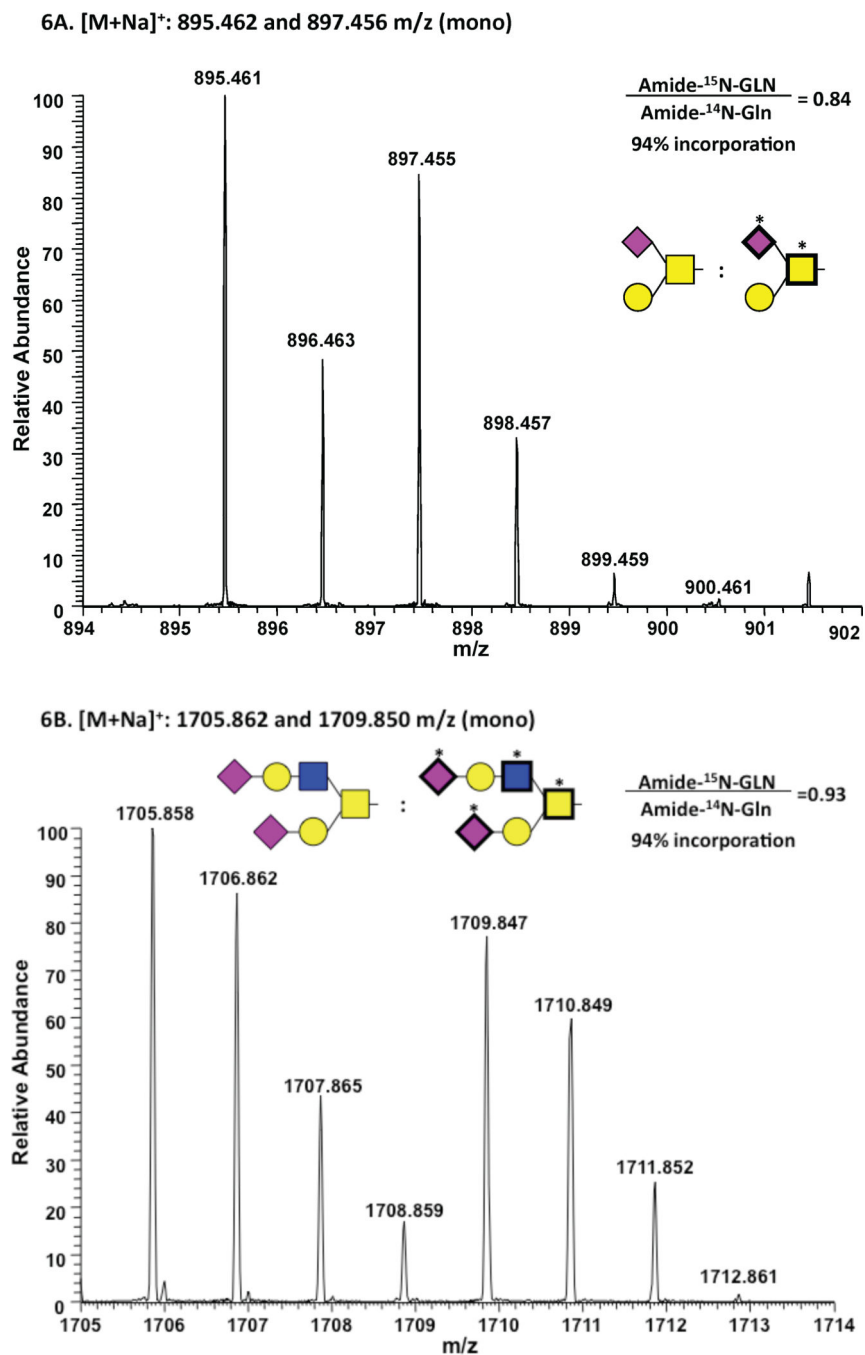 6A. [M+Na]⁺: 895.462 and 897.456 m/z (mono)
895.461
Amide-¹⁵N-GLN
Amide-¹⁴N-Gln
= 0.84
94% incorporation
897.455
896.463
898.457
899.459
900.461
* *
:
Relative Abundance
100
90
80
70
60
50
40
30
20
10
0
894 895 896 897 898 899 900 901 902
m/z
6B. [M+Na]⁺: 1705.862 and 1709.850 m/z (mono)
* * *
*
:
Amide-¹⁵N-GLN
Amide-¹⁴N-Gln
=0.93
94% incorporation
1705.858
1706.862
1709.847
1710.849
1707.865
1711.852
1708.859
1712.861
Relative Abundance
100
90
80
70
60
50
40
30
20
10
0
1705 1706 1707 1708 1709 1710 1711 1712 1713 1714
m/z